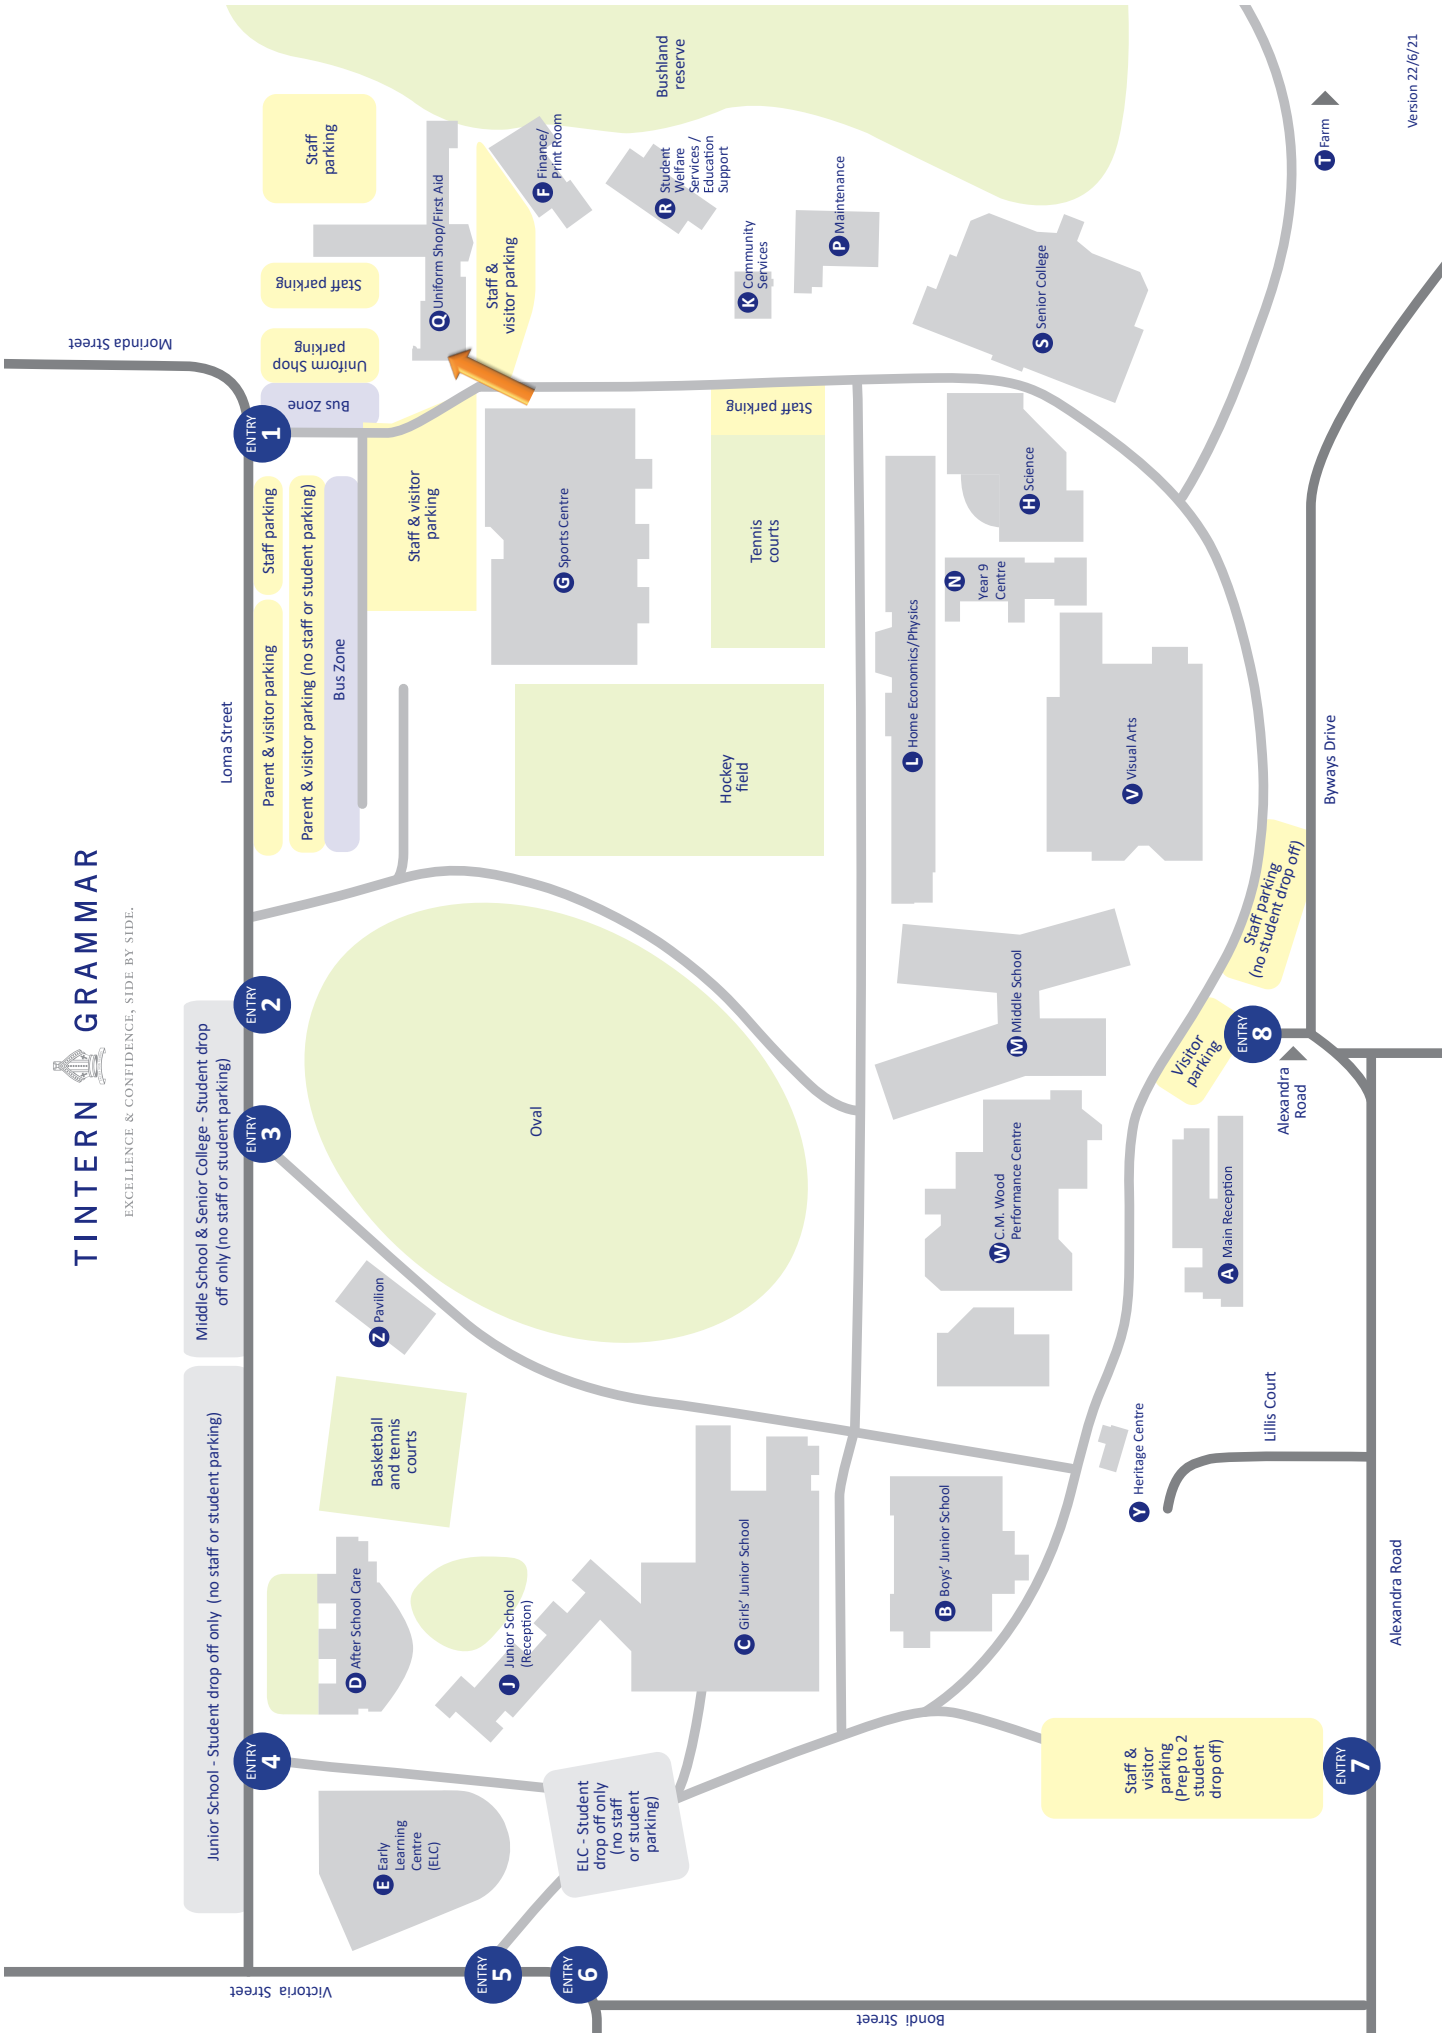 TINTERN GRAMMAR
EXCELLENCE & CONFIDENCE, SIDE BY SIDE.
Junior School - Student drop off only (no staff or student parking)
Middle School & Senior College - Student drop
off only (no staff or student parking)
Victoria Street
Loma Street
Morinda Street
ENTRY
4
ENTRY
3
ENTRY
2
ENTRY
1
Parent & visitor parking
Staff parking
Parent & visitor parking (no staff or student parking)
Bus Zone
Bus Zone
Uniform Shop
parking
Staff parking
Staff
parking
E Early
Learning
Centre
(ELC)
D After School Care
Basketball
and tennis
courts
Z Pavilion
Staff & visitor
parking
Q Uniform Shop/First Aid
ENTRY
5
ENTRY
6
J Junior School
(Reception)
Oval
G Sports Centre
Staff &
visitor parking
F Finance/
Print Room
ELC - Student
drop off only
(no staff
or student
parking)
R Student
Welfare
Services /
Education
Support
Bushland
reserve
C Girls' Junior School
Hockey
field
Tennis
courts
Staff parking
K Community
Services
P Maintenance
B Boys' Junior School
L Home Economics/Physics
N
Year 9
Centre
H Science
S Senior College
W C.M. Wood
Performance Centre
M Middle School
V Visual Arts
Bondi Street
Staff &
visitor
parking
(Prep to 2
student
drop off)
Y Heritage Centre
A Main Reception
Visitor
parking
Staff parking
(no student drop off)
ENTRY
8
Lillis Court
Alexandra
Road
Byways Drive
T Farm
ENTRY
7
Alexandra Road
Version 22/6/21